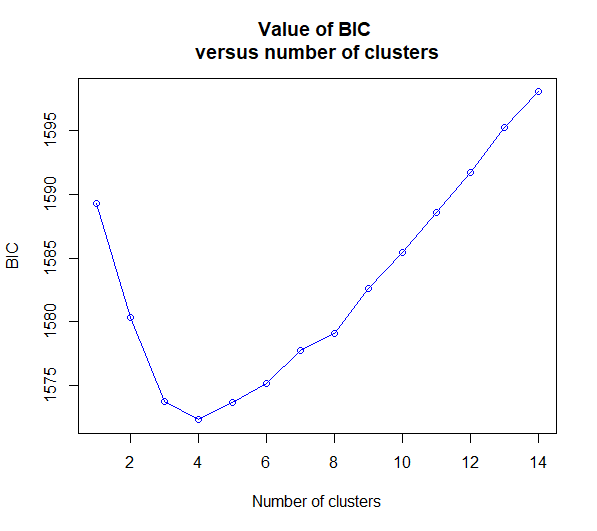 Value of BIC
versus number of clusters
BIC
1595
1590
1585
1580
1575
2 4 6 8 10 12 14
Number of clusters